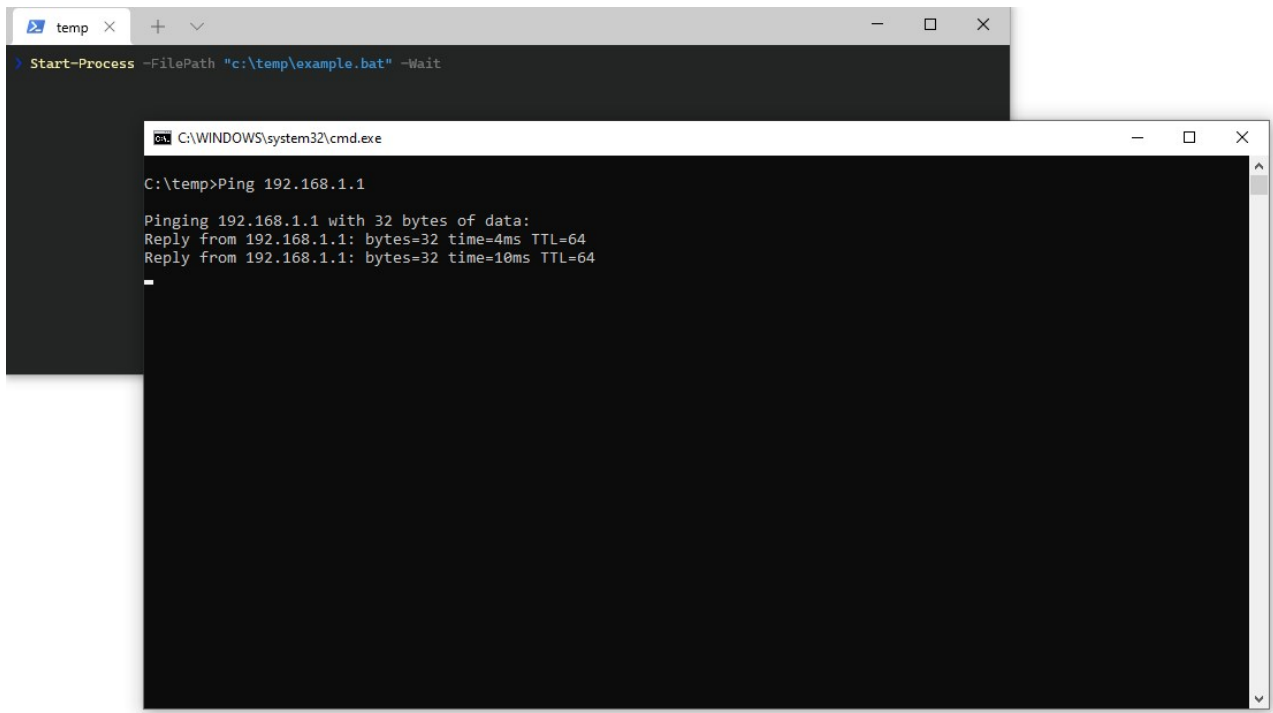 temp
> Start-Process -FilePath "c:\temp\example.bat" -Wait
C:\WINDOWS\system32\cmd.exe
C:\temp>Ping 192.168.1.1
Pinging 192.168.1.1 with 32 bytes of data:
Reply from 192.168.1.1: bytes=32 time=4ms TTL=64
Reply from 192.168.1.1: bytes=32 time=10ms TTL=64